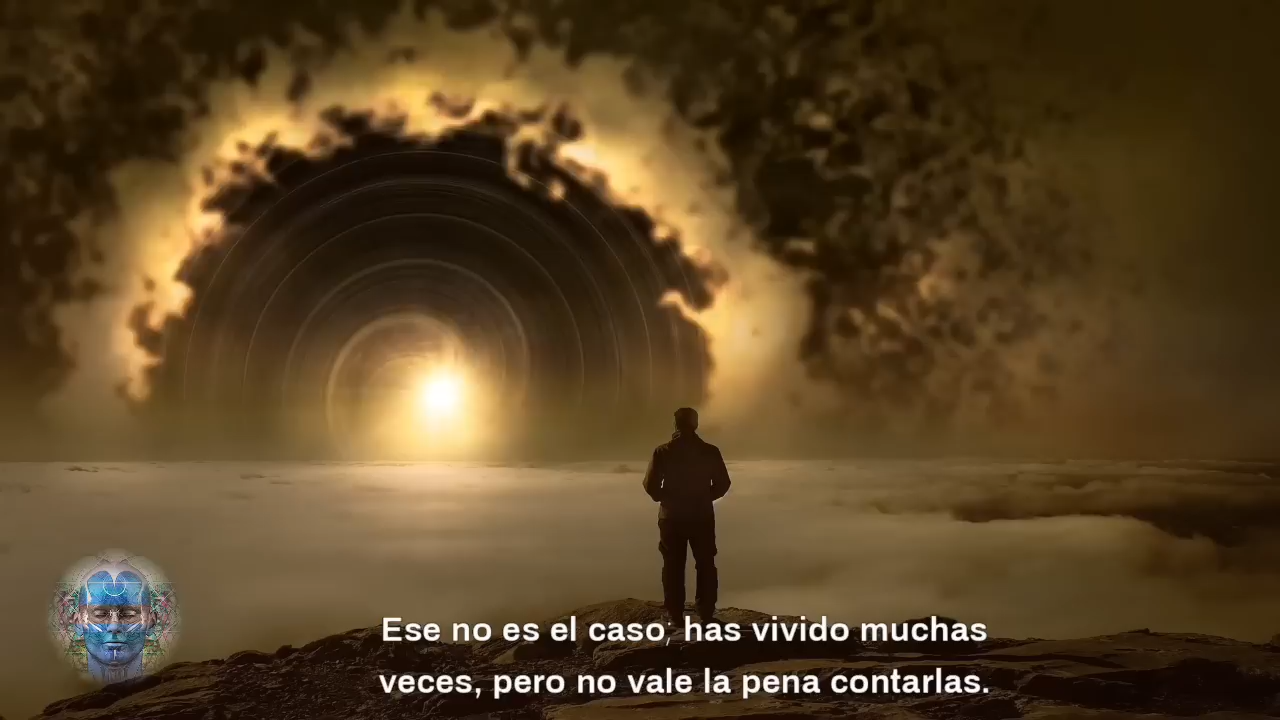 Ese no es el caso, has vivido muchas
veces, pero no vale la pena contarlas.